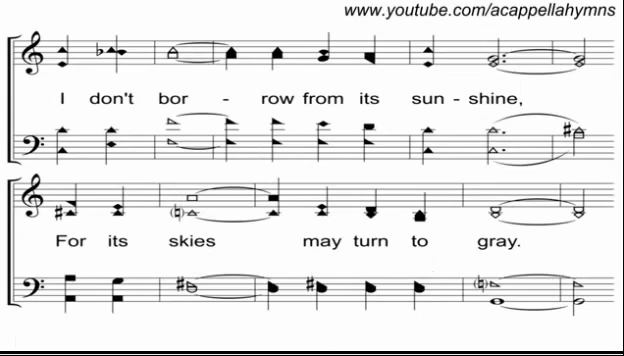 www.youtube.com/acappellahymns
I don't bor - row from its sun - shine,
For its skies may turn to gray.